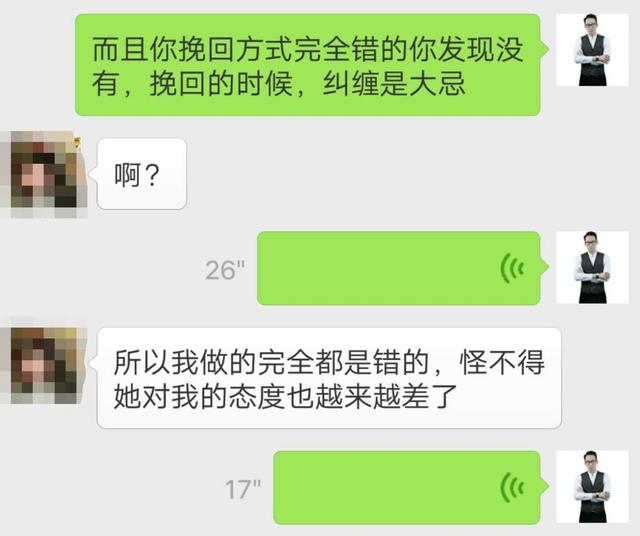 而且你挽回方式完全错的你发现没
有，挽回的时候，纠缠是大忌
啊？
26"
所以我做的完全都是错的，怪不得
她对我的态度也越来越差了
17"